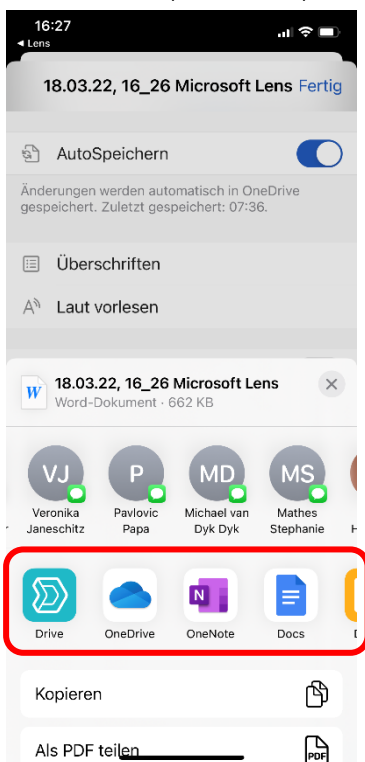 16:27
◄ Lens
18.03.22, 16_26 Microsoft Lens Fertig
AutoSpeichern
Änderungen werden automatisch in OneDrive
gespeichert. Zuletzt gespeichert: 07:36.
Überschriften
Laut vorlesen
18.03.22, 16_26 Microsoft Lens
Word-Dokument · 662 KB
VJ P MD MS
Veronika Pavlovic Michael van Mathes
Janeschitz Papa Dyk Dyk Stephanie H
Drive OneDrive OneNote Docs
Kopieren
Als PDF teilen